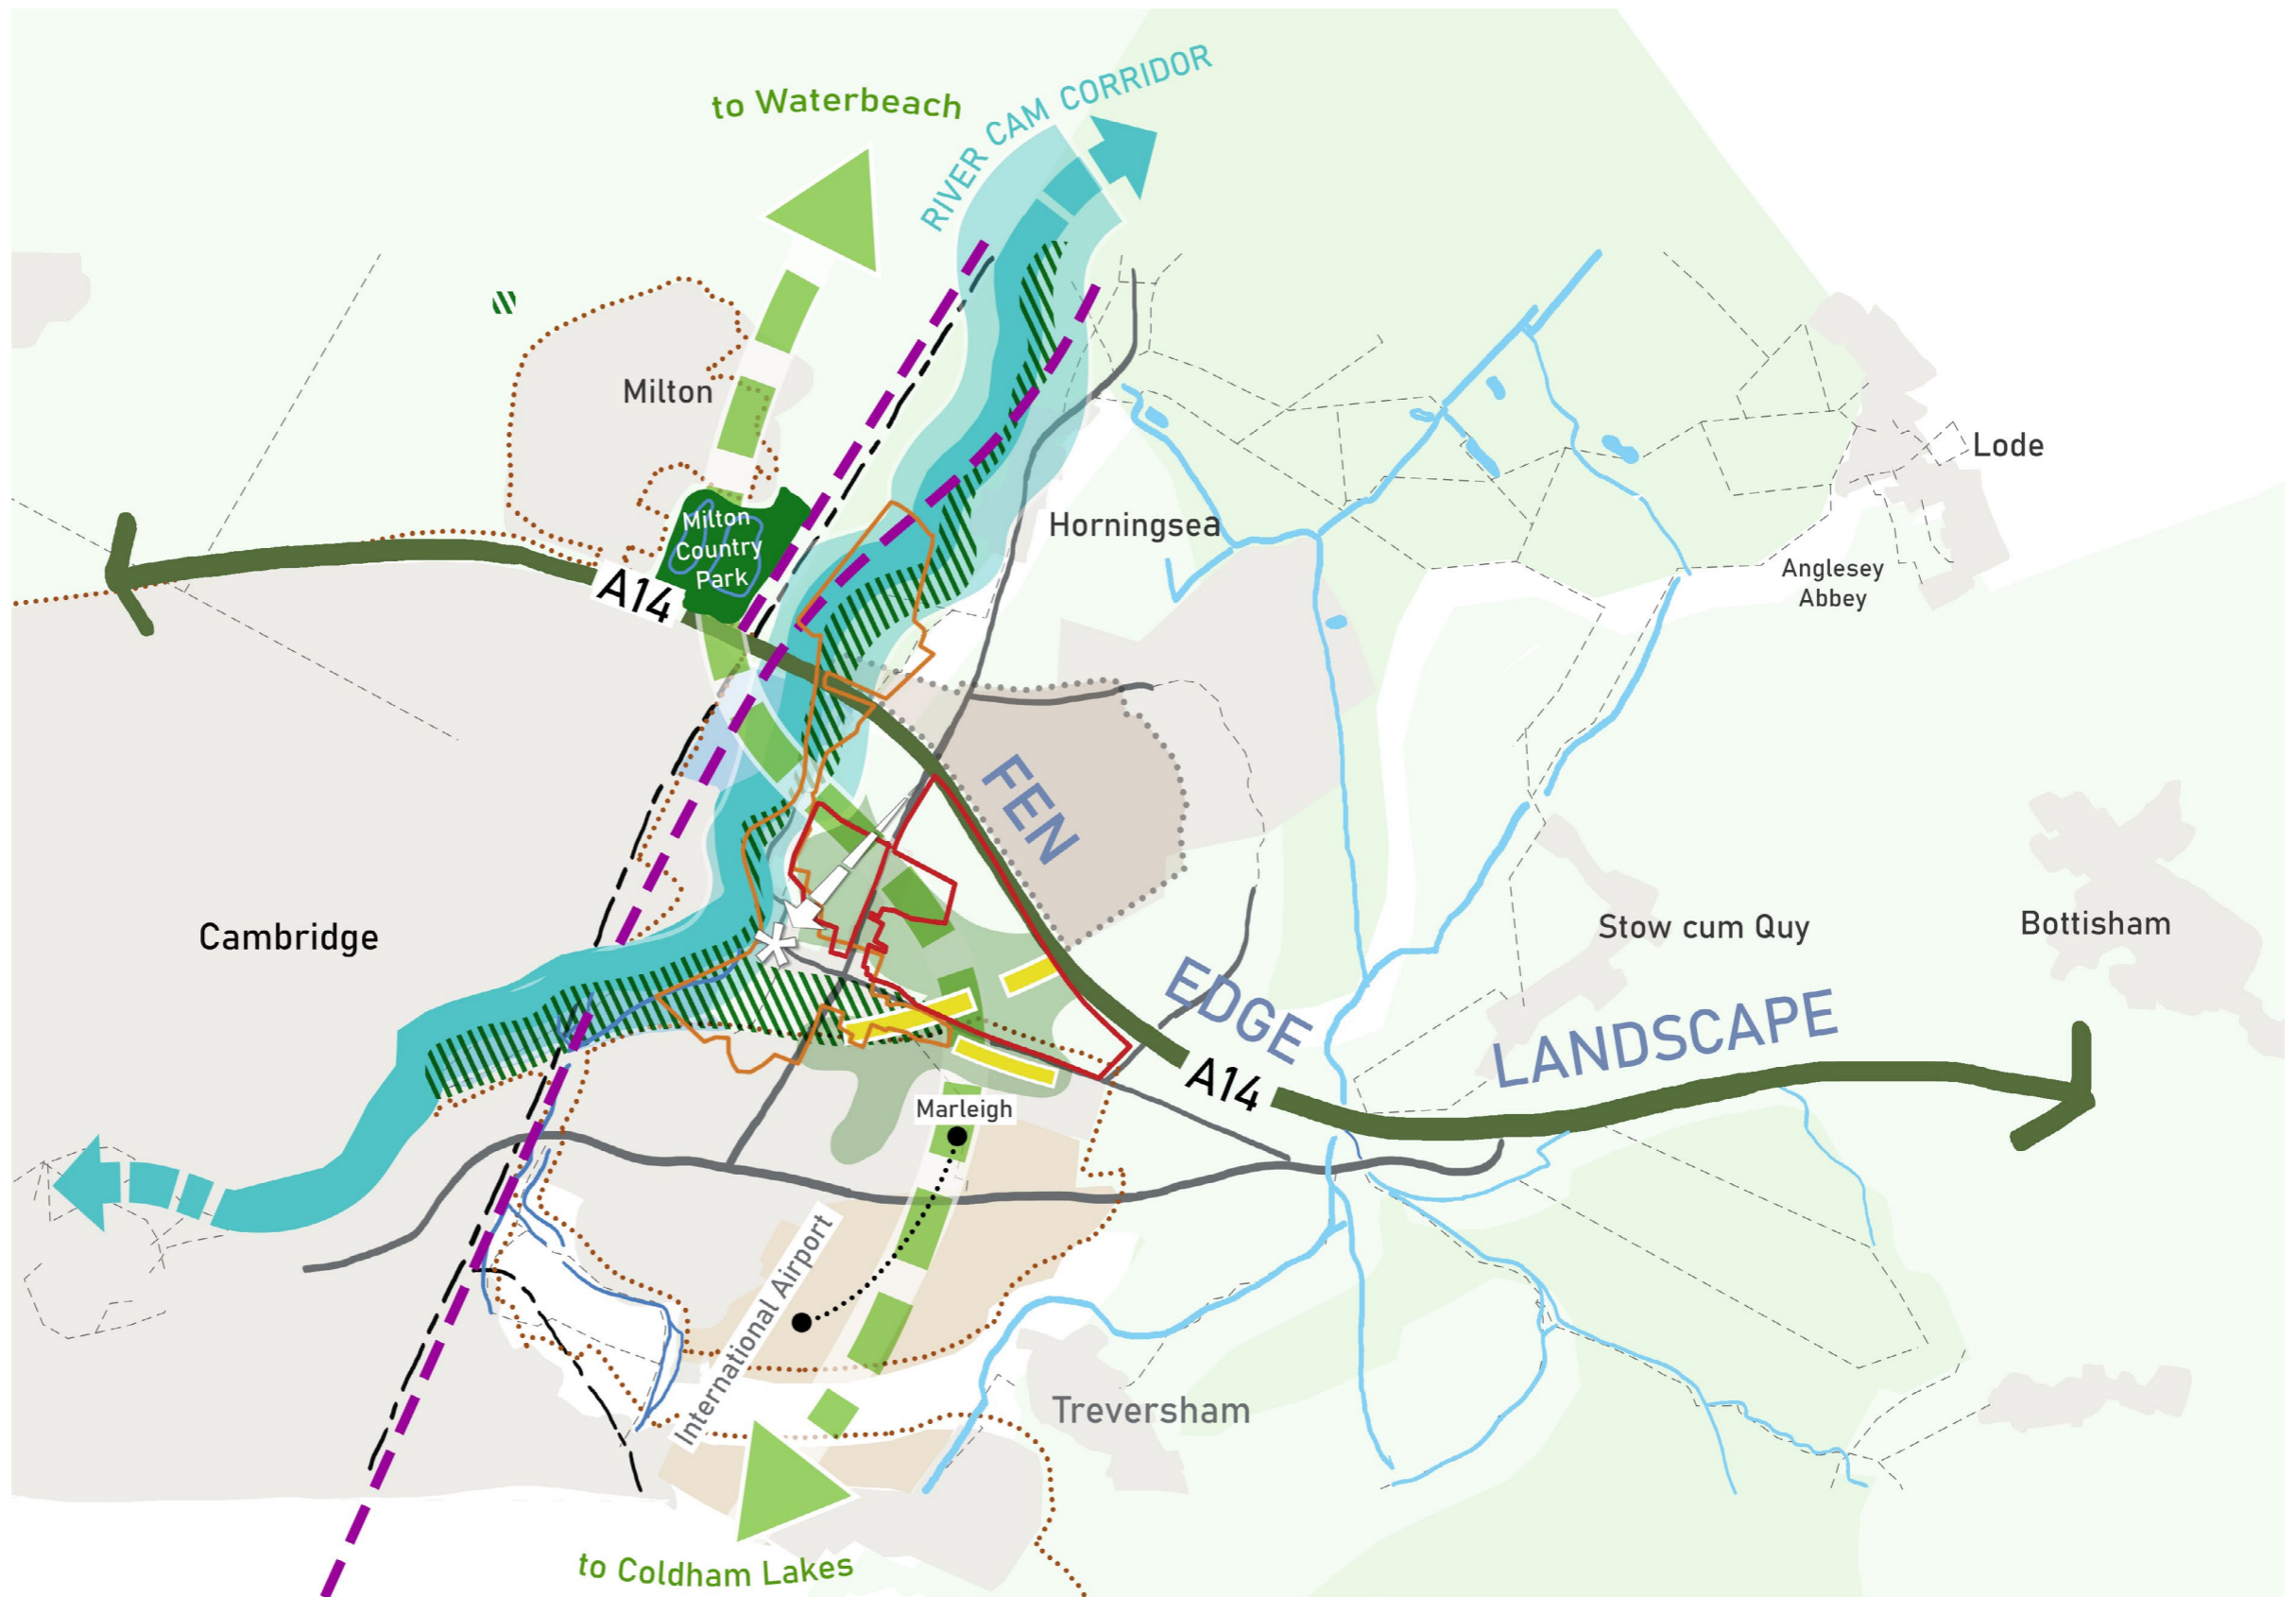 to Waterbeach
RIVER CAM CORRIDOR
Milton
Milton
Country
Park
A14
Horningsea
Lode
Anglesey
Abbey
FEN
EDGE
LANDSCAPE
Cambridge
Stow cum Quy
Bottisham
A14
Marleigh
International Airport
Treversham
to Coldham Lakes